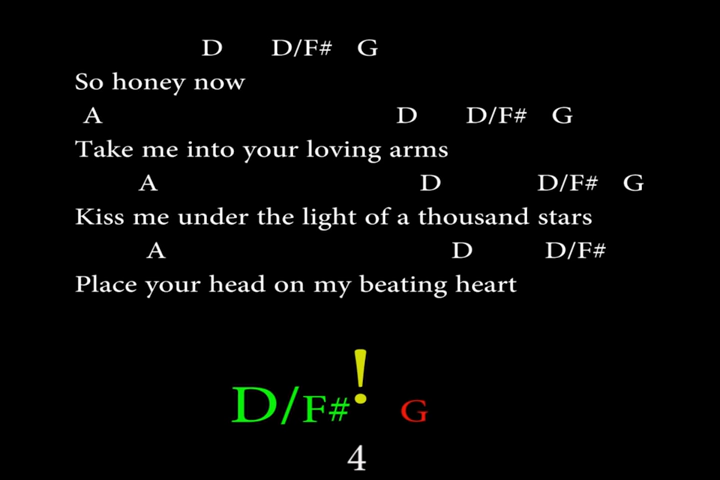 D D/F# G
So honey now
A D D/F# G
Take me into your loving arms
A D D/F# G
Kiss me under the light of a thousand stars
A D D/F#
Place your head on my beating heart
D/F# ! G
4